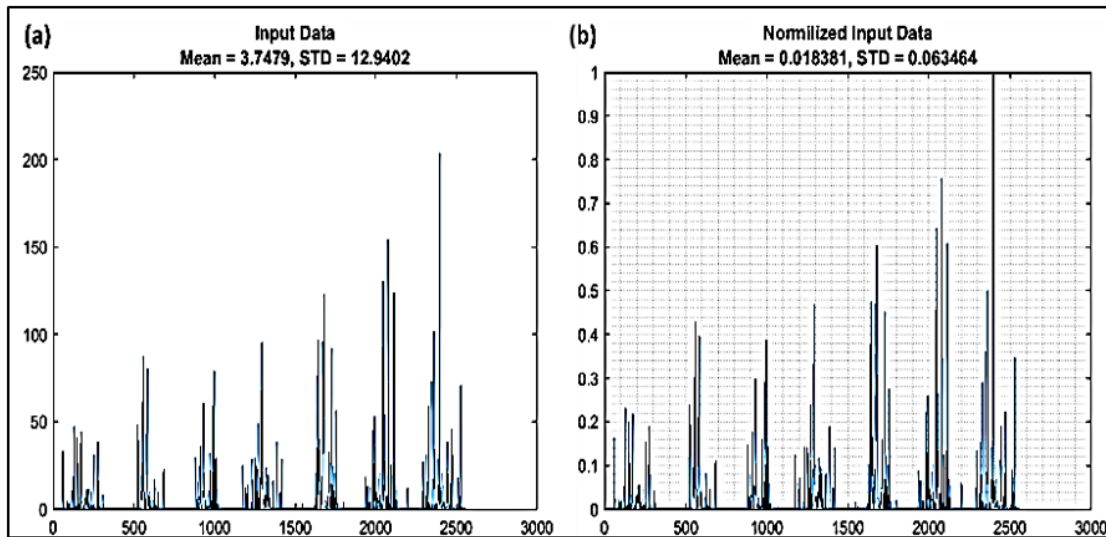 (a)
Input Data
Mean = 3.7479, STD = 12.9402
250
200
150
100
50
0
0 500 1000 1500 2000 2500 3000
(b)
Normilized Input Data
Mean = 0.018381, STD = 0.063464
1
0.9
0.8
0.7
0.6
0.5
0.4
0.3
0.2
0.1
0
0 500 1000 1500 2000 2500 3000